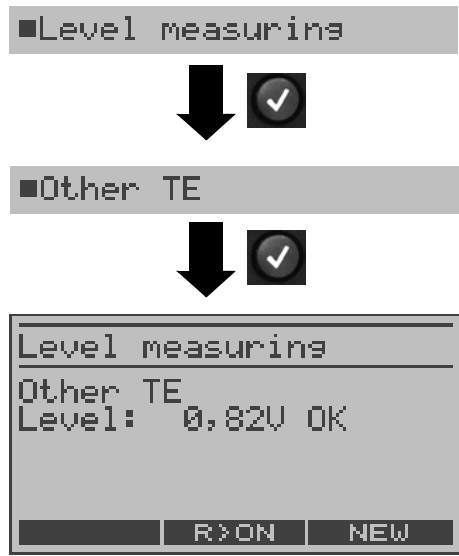 ■Level measuring
■Other TE
Level measuring
Other TE
Level: 0,82V OK
R>ON NEW